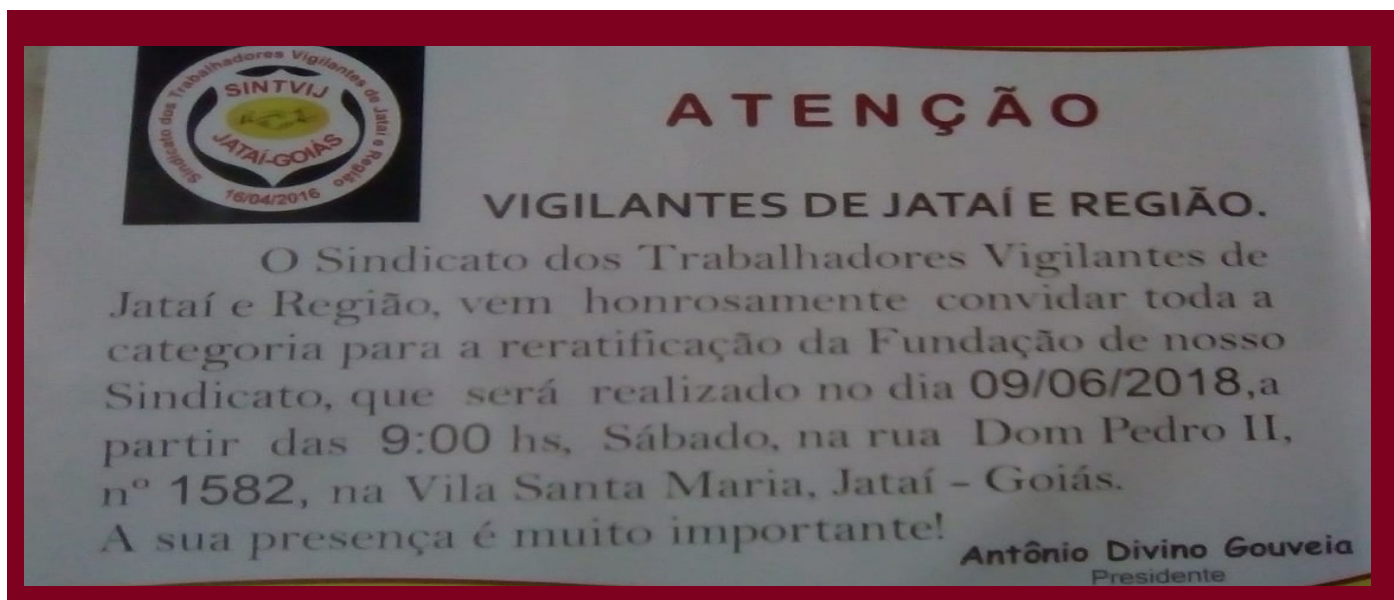 Sindicato dos Trabalhadores Vigilantes de Jataí e Região
SINTVIJ
JATAÍ-GOIÁS
16/04/2016
ATENÇÃO
VIGILANTES DE JATAÍ E REGIÃO.
O Sindicato dos Trabalhadores Vigilantes de
Jataí e Região, vem honrosamente convidar toda a
categoria para a reratificação da Fundação de nosso
Sindicato, que será realizado no dia 09/06/2018,a
partir das 9:00 hs, Sábado, na rua Dom Pedro II,
nº 1582, na Vila Santa Maria, Jataí – Goiás.
A sua presença é muito importante!
Antônio Divino Gouveia
Presidente